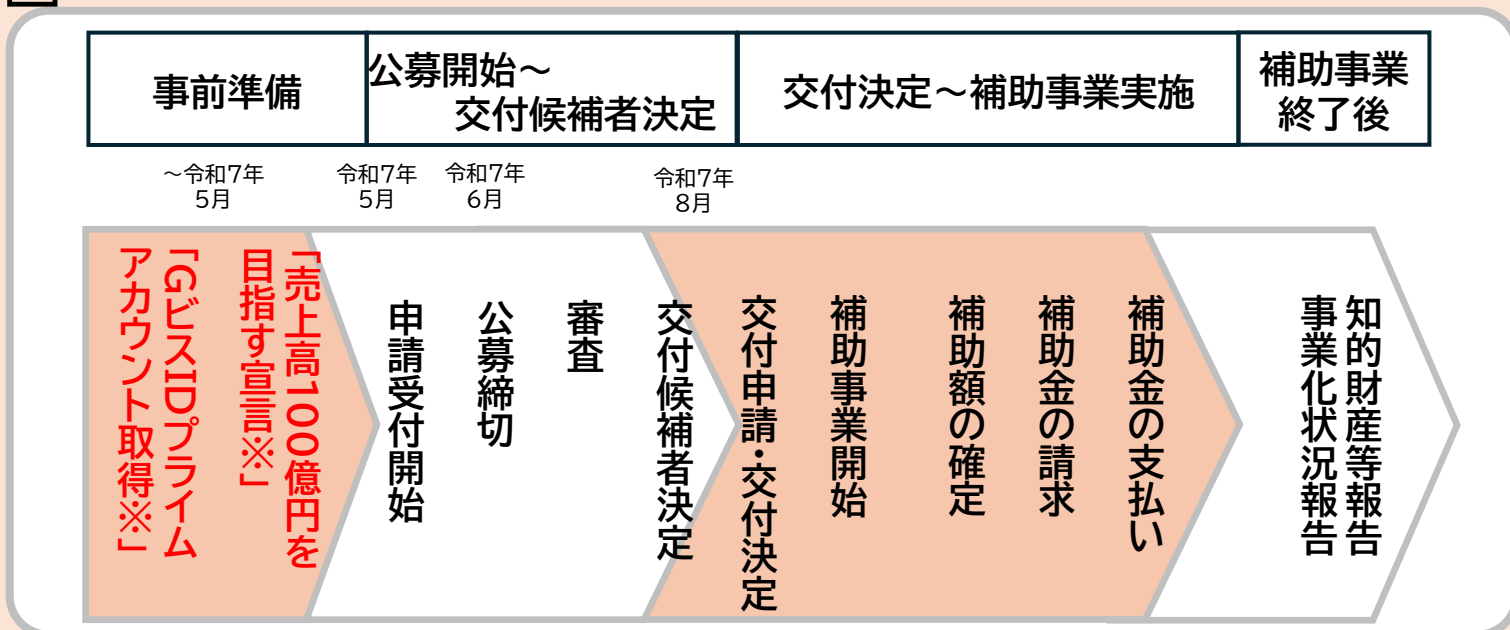 事前準備
公募開始～
交付候補者決定
交付決定～補助事業実施
補助事業
終了後
～令和7年
5月
令和7年
5月
令和7年
6月
令和7年
8月
「GビズIDプライム
アカウント取得※」
「売上高100億円を
目指す宣言※」
申請受付開始
公募締切
審査
交付候補者決定
交付申請・交付決定
補助事業開始
補助額の確定
補助金の請求
補助金の支払い
知的財産等報告
事業化状況報告